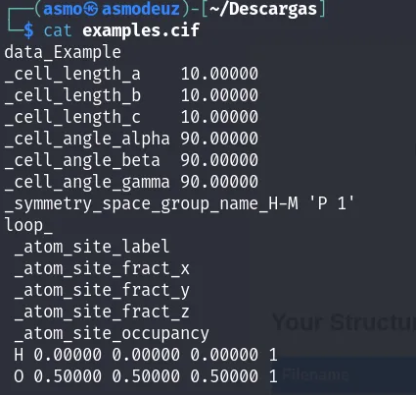 ┌──(asmo㉿asmodeuz)-[~/Descargas]
└─$ cat examples.cif
data_Example
_cell_length_a    10.00000
_cell_length_b    10.00000
_cell_length_c    10.00000
_cell_angle_alpha 90.00000
_cell_angle_beta  90.00000
_cell_angle_gamma 90.00000
_symmetry_space_group_name_H-M 'P 1'
loop_
 _atom_site_label
 _atom_site_fract_x
 _atom_site_fract_y
 _atom_site_fract_z
 _atom_site_occupancy
Your Structu
 H 0.00000 0.00000 0.00000 1
 O 0.50000 0.50000 0.50000 1
Filename